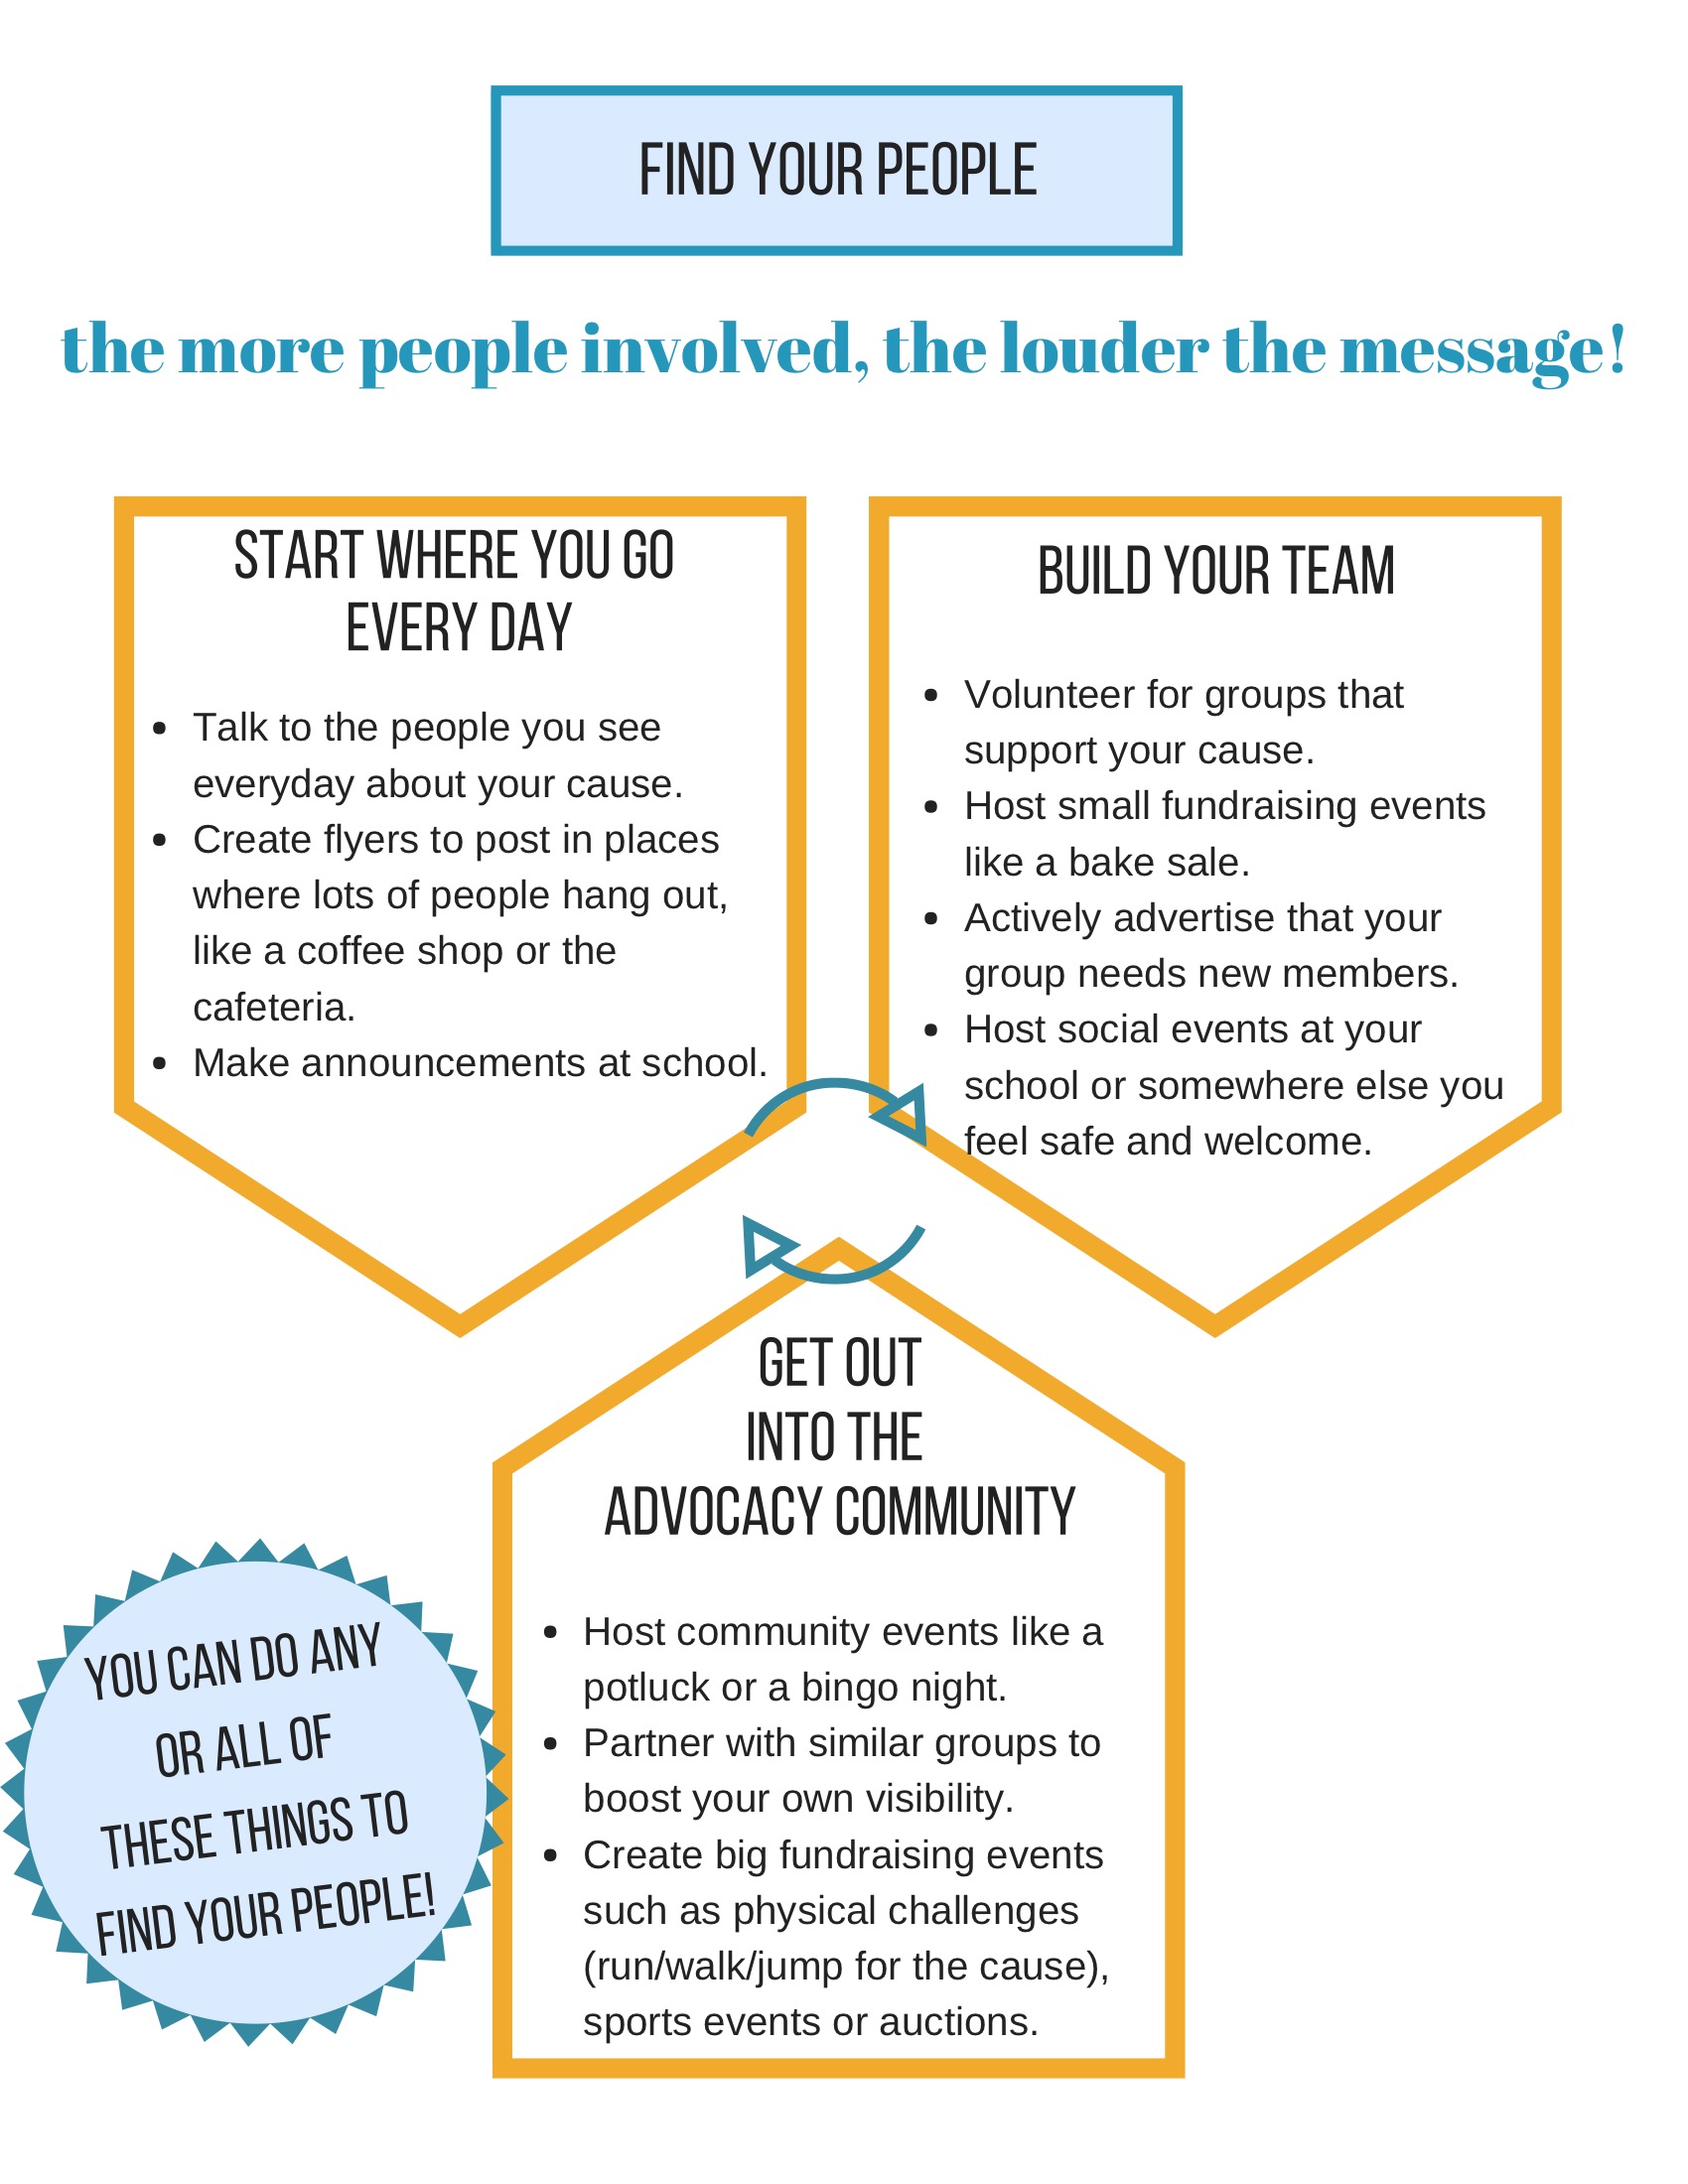 FIND YOUR PEOPLE
the more people involved, the louder the message!
START WHERE YOU GO
EVERY DAY
• Talk to the people you see
everyday about your cause.
• Create flyers to post in places
where lots of people hang out,
like a coffee shop or the
cafeteria.
• Make announcements at school.
BUILD YOUR TEAM
• Volunteer for groups that
support your cause.
• Host small fundraising events
like a bake sale.
• Actively advertise that your
group needs new members.
• Host social events at your
school or somewhere else you
feel safe and welcome.
GET OUT
INTO THE
ADVOCACY COMMUNITY
• Host community events like a
potluck or a bingo night.
• Partner with similar groups to
boost your own visibility.
• Create big fundraising events
such as physical challenges
(run/walk/jump for the cause),
sports events or auctions.
YOU CAN DO ANY
OR ALL OF
THESE THINGS TO
FIND YOUR PEOPLE!